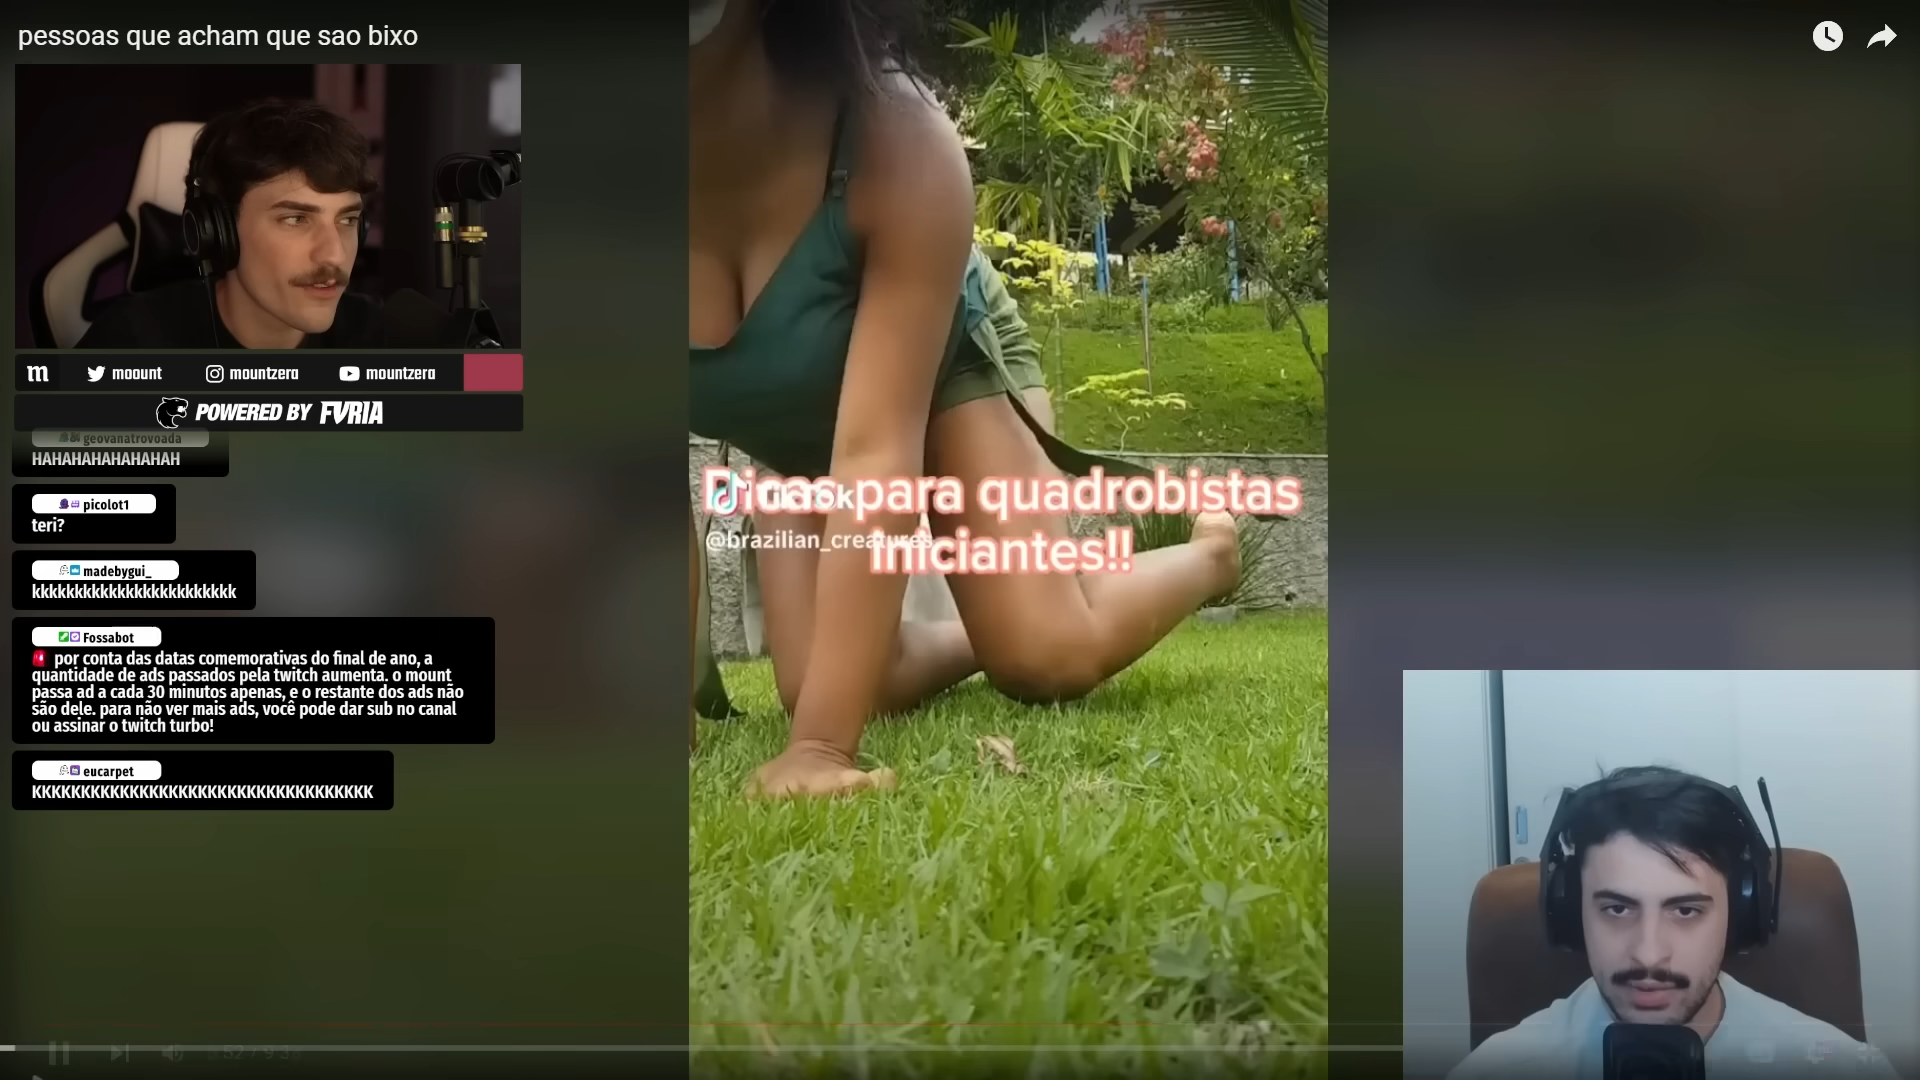 pessoas que acham que sao bixo
m moount mountzera mountzera
POWERED BY FVRIA
geovanatrovoada
HAHAHAHAHAHAHAH
picolot1
teri?
madebygui_
kkkkkkkkkkkkkkkkkkkkkkkk
Fossabot
por conta das datas comemorativas do final de ano, a
quantidade de ads passados pela twitch aumenta. o mount
passa ad a cada 30 minutos apenas, e o restante dos ads não
são dele. para não ver mais ads, você pode dar sub no canal
ou assinar o twitch turbo!
eucarpet
KKKKKKKKKKKKKKKKKKKKKKKKKKKKKKKKKKK
Dicas para quadrobistas
iniciantes!!
TikTok
@brazilian_creatures